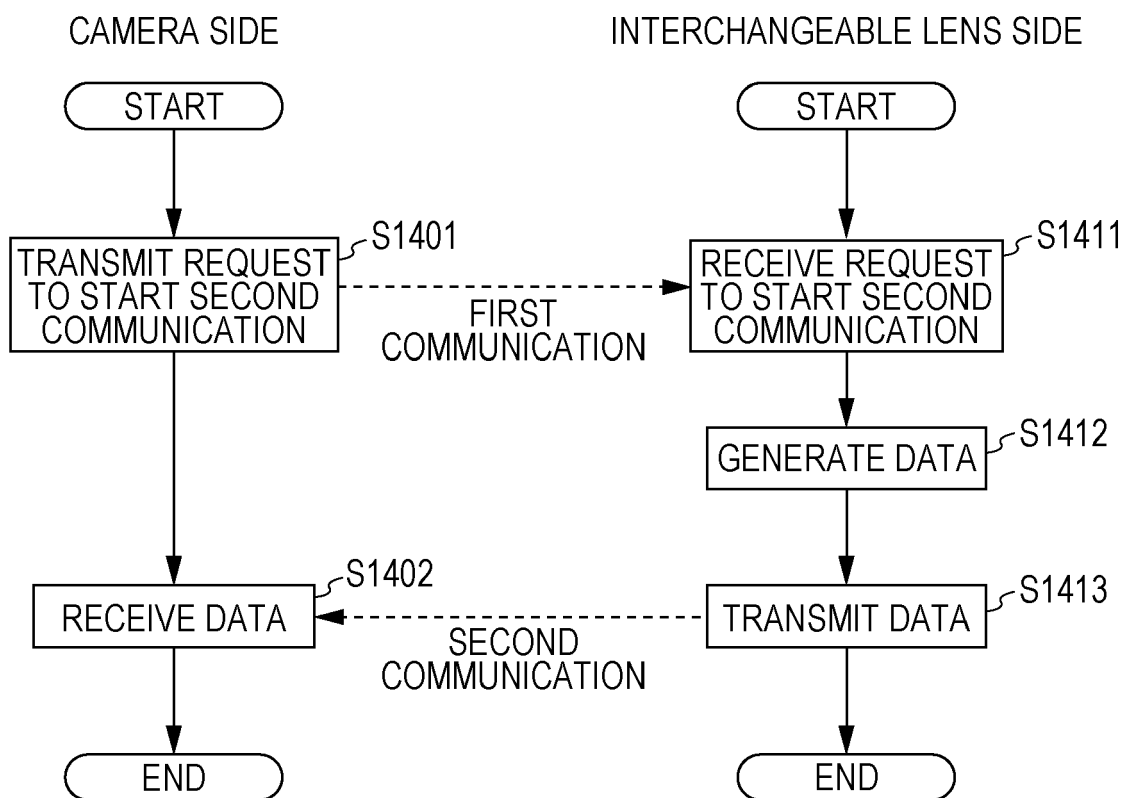 CAMERA SIDE
INTERCHANGEABLE LENS SIDE
START
START
TRANSMIT REQUEST
TO START SECOND
COMMUNICATION
S1401
FIRST
COMMUNICATION
RECEIVE REQUEST
TO START SECOND
COMMUNICATION
S1411
GENERATE DATA
S1412
RECEIVE DATA
S1402
SECOND
COMMUNICATION
TRANSMIT DATA
S1413
END
END